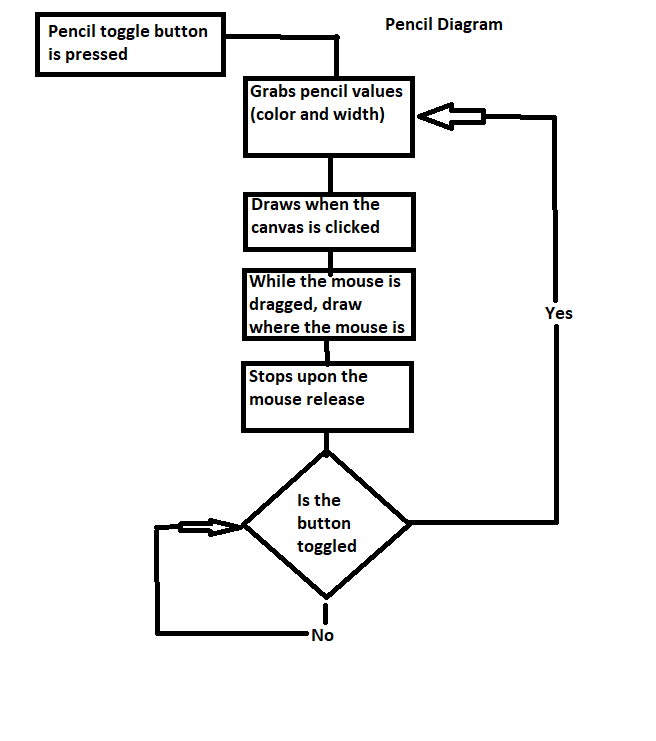 Pencil Diagram
Pencil toggle button
is pressed
Grabs pencil values
(color and width)
Draws when the
canvas is clicked
While the mouse is
dragged, draw
where the mouse is
Yes
Stops upon the
mouse release
Is the
button
toggled
No